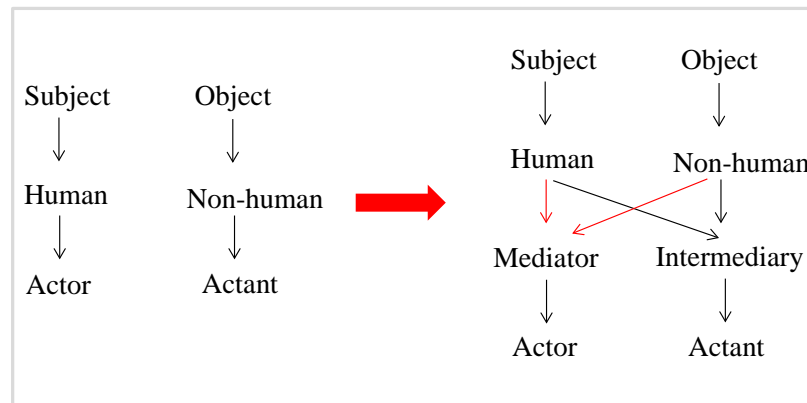 Subject Object
Human Non-human
Actor Actant
Subject Object
Human Non-human
Mediator Intermediary
Actor Actant